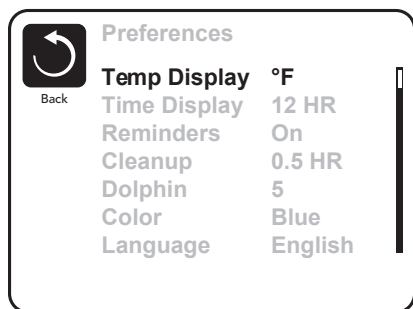 Preferences
Back
Temp Display °F
Time Display 12 HR
Reminders On
Cleanup 0.5 HR
Dolphin 5
Color Blue
Language English